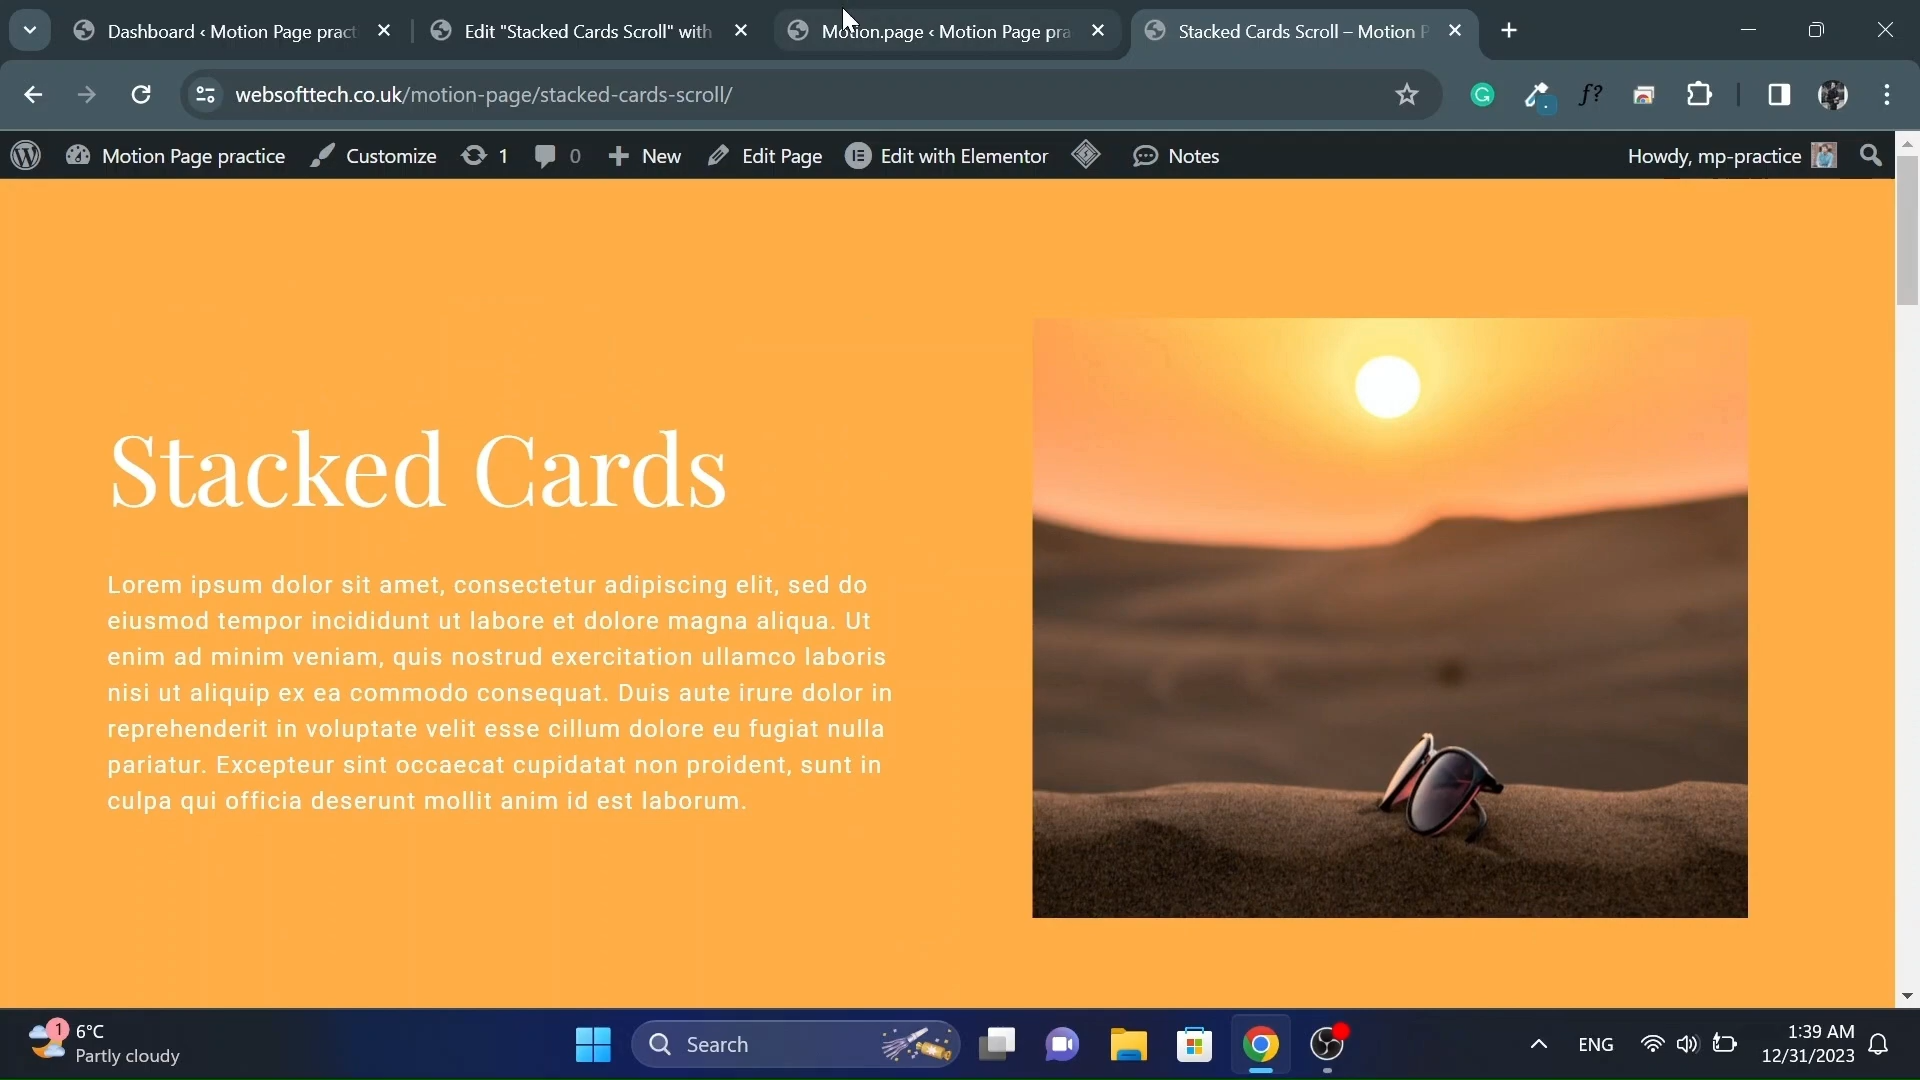 Dashboard ‹ Motion Page pract
Edit "Stacked Cards Scroll" with
Motion.page ‹ Motion Page pra
Stacked Cards Scroll – Motion P
websofttech.co.uk/motion-page/stacked-cards-scroll/
Motion Page practice
Customize
1
0
New
Edit Page
Edit with Elementor
Notes
Howdy, mp-practice
Stacked Cards
Lorem ipsum dolor sit amet, consectetur adipiscing elit, sed do
eiusmod tempor incididunt ut labore et dolore magna aliqua. Ut
enim ad minim veniam, quis nostrud exercitation ullamco laboris
nisi ut aliquip ex ea commodo consequat. Duis aute irure dolor in
reprehenderit in voluptate velit esse cillum dolore eu fugiat nulla
pariatur. Excepteur sint occaecat cupidatat non proident, sunt in
culpa qui officia deserunt mollit anim id est laborum.
1
6°C
Partly cloudy
Search
ENG
1:39 AM
12/31/2023